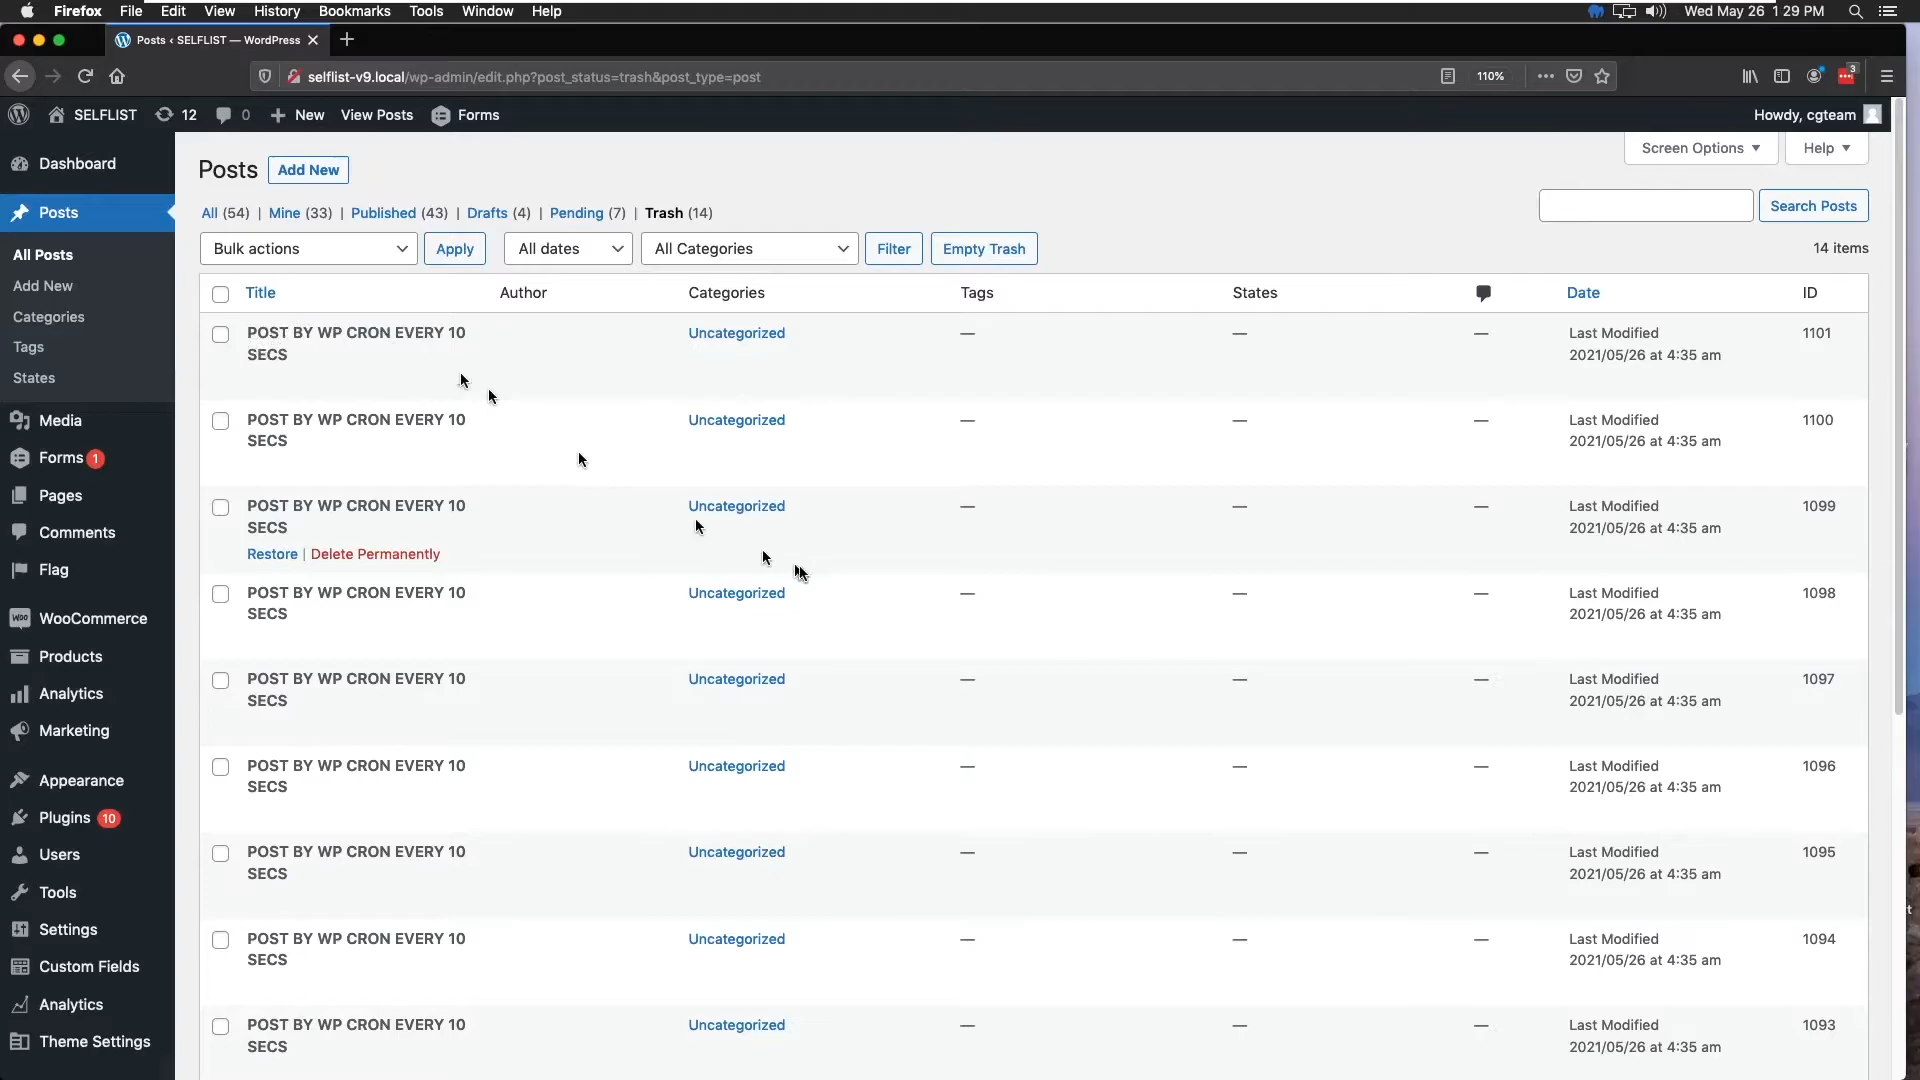 Firefox File Edit View History Bookmarks Tools Window Help Wed May 26 1:29 PM
Posts ‹ SELFLIST — WordPress
selflist-v9.local/wp-admin/edit.php?post_status=trash&post_type=post 110% 3
SELFLIST 12 0 New View Posts Forms Howdy, cgteam
Screen Options Help
Posts Add New
All (54) | Mine (33) | Published (43) | Drafts (4) | Pending (7) | Trash (14)
Search Posts
Bulk actions Apply All dates All Categories Filter Empty Trash 14 items
Title Author Categories Tags States Date ID
POST BY WP CRON EVERY 10 Uncategorized — — — Last Modified 1101
SECS 2021/05/26 at 4:35 am
POST BY WP CRON EVERY 10 Uncategorized — — — Last Modified 1100
SECS 2021/05/26 at 4:35 am
POST BY WP CRON EVERY 10 Uncategorized — — — Last Modified 1099
SECS 2021/05/26 at 4:35 am
Restore | Delete Permanently
POST BY WP CRON EVERY 10 Uncategorized — — — Last Modified 1098
SECS 2021/05/26 at 4:35 am
POST BY WP CRON EVERY 10 Uncategorized — — — Last Modified 1097
SECS 2021/05/26 at 4:35 am
POST BY WP CRON EVERY 10 Uncategorized — — — Last Modified 1096
SECS 2021/05/26 at 4:35 am
POST BY WP CRON EVERY 10 Uncategorized — — — Last Modified 1095
SECS 2021/05/26 at 4:35 am
POST BY WP CRON EVERY 10 Uncategorized — — — Last Modified 1094
SECS 2021/05/26 at 4:35 am
POST BY WP CRON EVERY 10 Uncategorized — — — Last Modified 1093
SECS 2021/05/26 at 4:35 am
Dashboard
Posts
All Posts
Add New
Categories
Tags
States
Media
Forms 1
Pages
Comments
Flag
Woo WooCommerce
Products
Analytics
Marketing
Appearance
Plugins 10
Users
Tools
Settings
Custom Fields
Analytics
Theme Settings